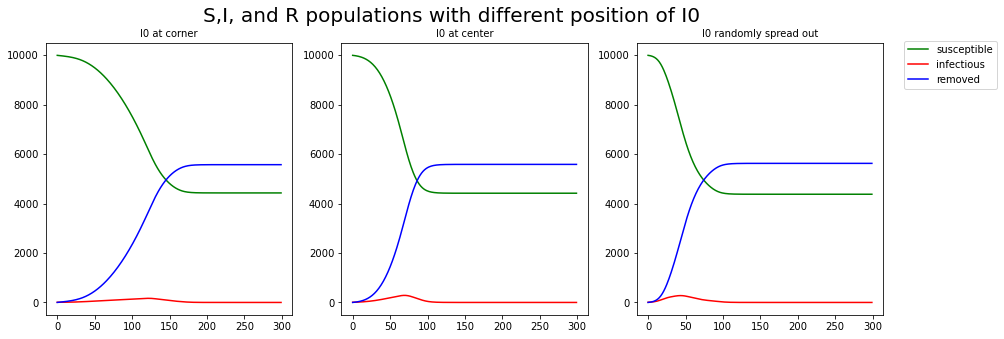 S,I, and R populations with different position of I0
I0 at corner
10000
8000
6000
4000
2000
0
0 50 100 150 200 250 300
I0 at center
10000
8000
6000
4000
2000
0
0 50 100 150 200 250 300
I0 randomly spread out
10000
8000
6000
4000
2000
0
0 50 100 150 200 250 300
susceptible
infectious
removed